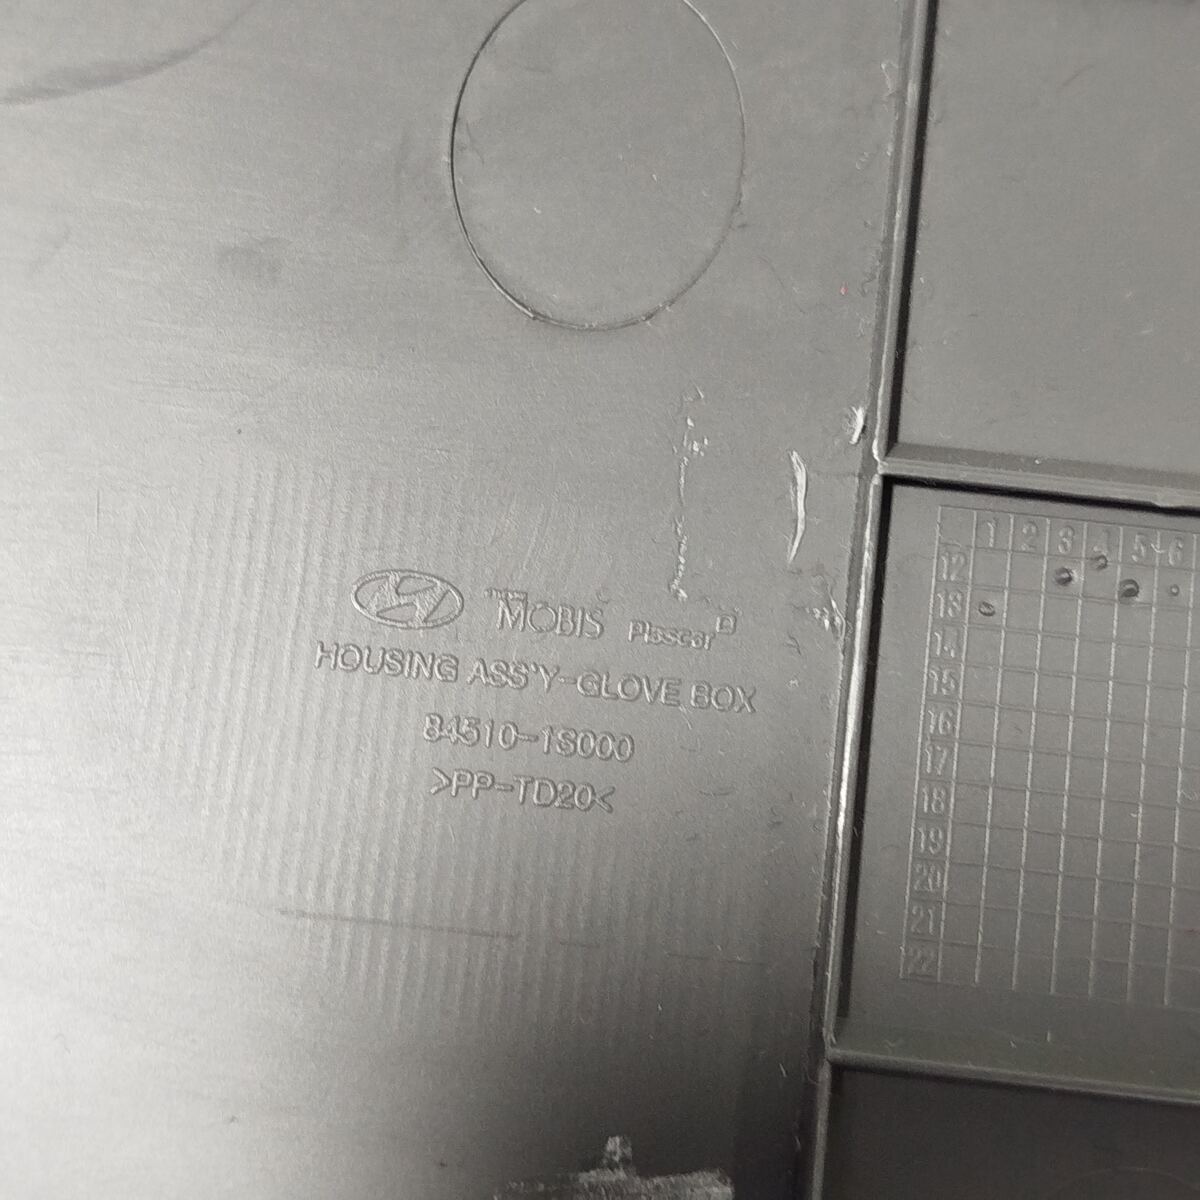 MOBIS Plascar
HOUSING ASS'Y-GLOVE BOX
84510-1S000
>PP-TD20<
1 2 3 4 5 6
12
13
14
15
16
17
18
19
20
21
22